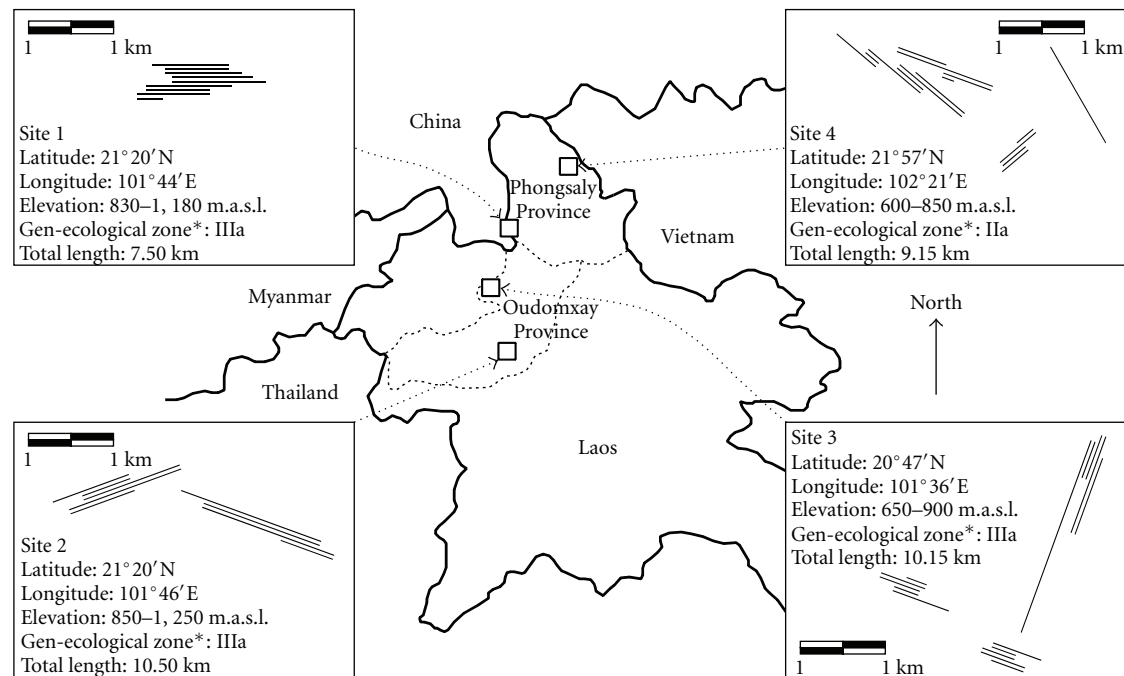 1 1 km
Site 1
Latitude: 21°20′N
Longitude: 101°44′E
Elevation: 830–1, 180 m.a.s.l.
Gen-ecological zone*: IIIa
Total length: 7.50 km
1 1 km
Site 4
Latitude: 21°57′N
Longitude: 102°21′E
Elevation: 600–850 m.a.s.l.
Gen-ecological zone*: IIa
Total length: 9.15 km
China
Phongsaly
Province
Vietnam
Myanmar
Oudomxay
Province
North
Thailand
Laos
1 1 km
Site 2
Latitude: 21°20′N
Longitude: 101°46′E
Elevation: 850–1, 250 m.a.s.l.
Gen-ecological zone*: IIIa
Total length: 10.50 km
Site 3
Latitude: 20°47′N
Longitude: 101°36′E
Elevation: 650–900 m.a.s.l.
Gen-ecological zone*: IIIa
Total length: 10.15 km
1 1 km